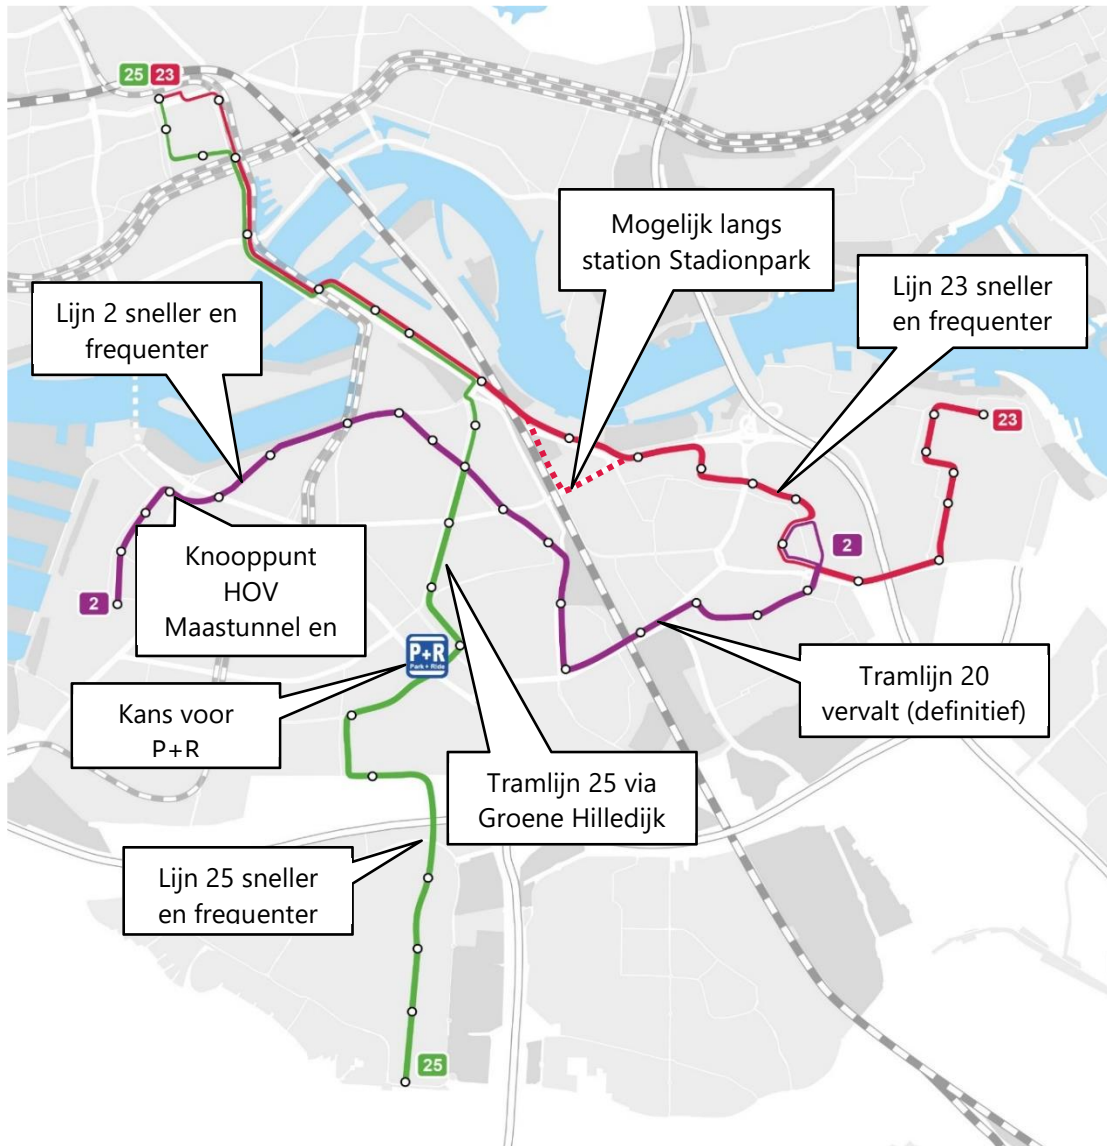 25 23
Mogelijk langs
station Stadionpark
Lijn 23 sneller
en frequenter
Lijn 2 sneller en
frequenter
23
2
Knooppunt
HOV
Maastunnel en
2
P+R
Park + Ride
Kans voor
P+R
Tramlijn 20
vervalt (definitief)
Tramlijn 25 via
Groene Hilledijk
Lijn 25 sneller
en frequenter
25